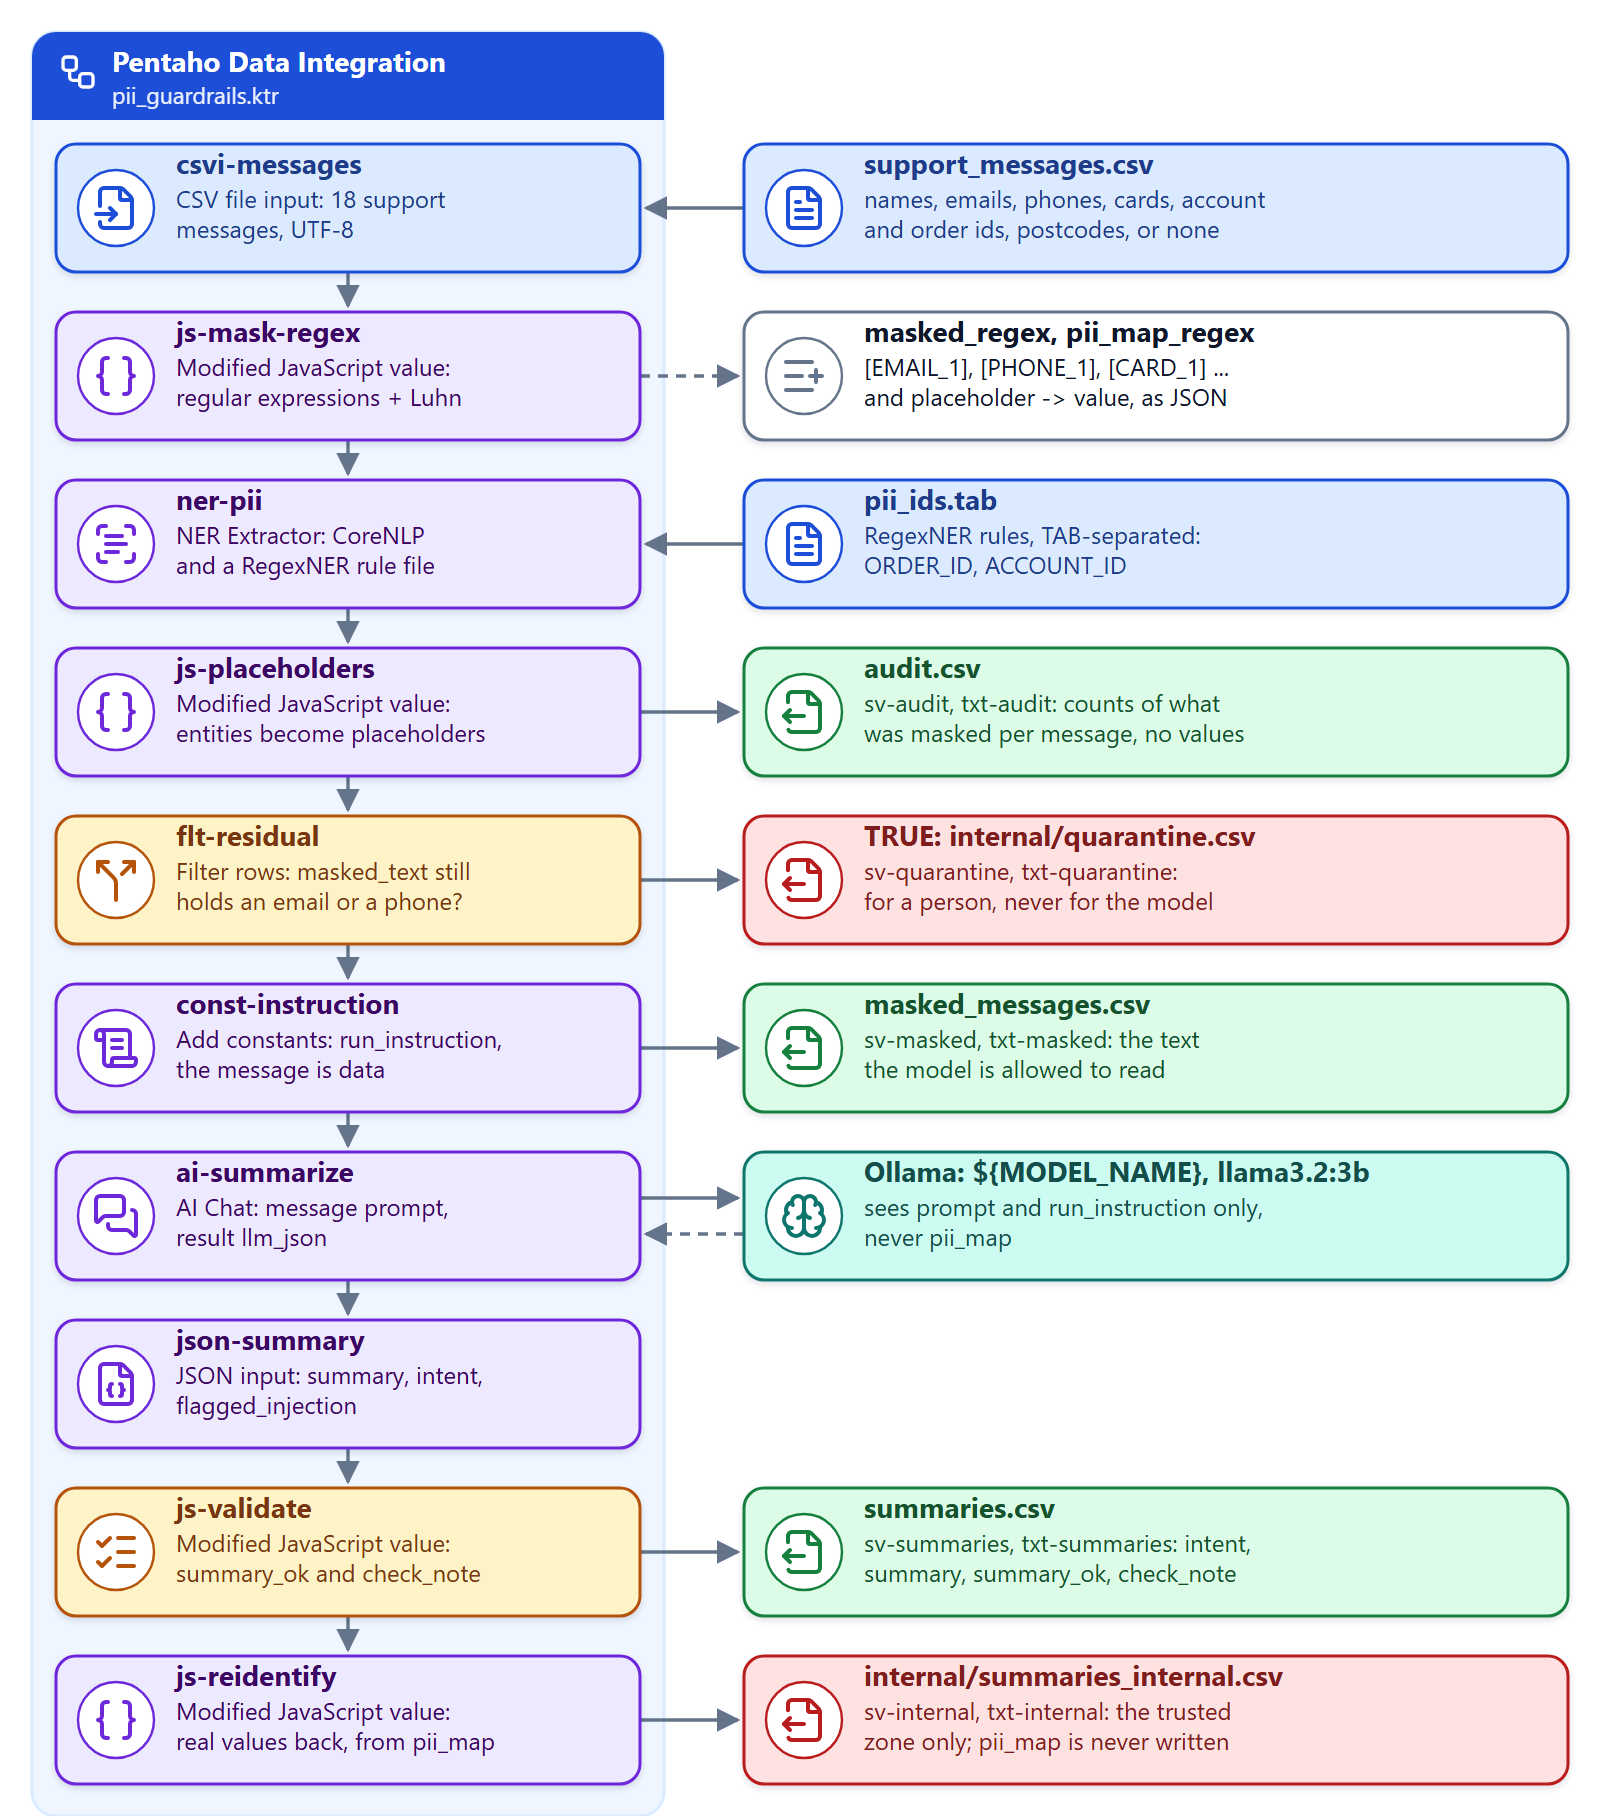 Pentaho Data Integration
pii_guardrails.ktr
csvi-messages
CSV file input: 18 support
messages, UTF-8
support_messages.csv
names, emails, phones, cards, account
and order ids, postcodes, or none
js-mask-regex
Modified JavaScript value:
regular expressions + Luhn
masked_regex, pii_map_regex
[EMAIL_1], [PHONE_1], [CARD_1] ...
and placeholder -> value, as JSON
ner-pii
NER Extractor: CoreNLP
and a RegexNER rule file
pii_ids.tab
RegexNER rules, TAB-separated:
ORDER_ID, ACCOUNT_ID
js-placeholders
Modified JavaScript value:
entities become placeholders
audit.csv
sv-audit, txt-audit: counts of what
was masked per message, no values
flt-residual
Filter rows: masked_text still
holds an email or a phone?
TRUE: internal/quarantine.csv
sv-quarantine, txt-quarantine:
for a person, never for the model
const-instruction
Add constants: run_instruction,
the message is data
masked_messages.csv
sv-masked, txt-masked: the text
the model is allowed to read
ai-summarize
AI Chat: message prompt,
result llm_json
Ollama: ${MODEL_NAME}, llama3.2:3b
sees prompt and run_instruction only,
never pii_map
json-summary
JSON input: summary, intent,
flagged_injection
js-validate
Modified JavaScript value:
summary_ok and check_note
summaries.csv
sv-summaries, txt-summaries: intent,
summary, summary_ok, check_note
js-reidentify
Modified JavaScript value:
real values back, from pii_map
internal/summaries_internal.csv
sv-internal, txt-internal: the trusted
zone only; pii_map is never written